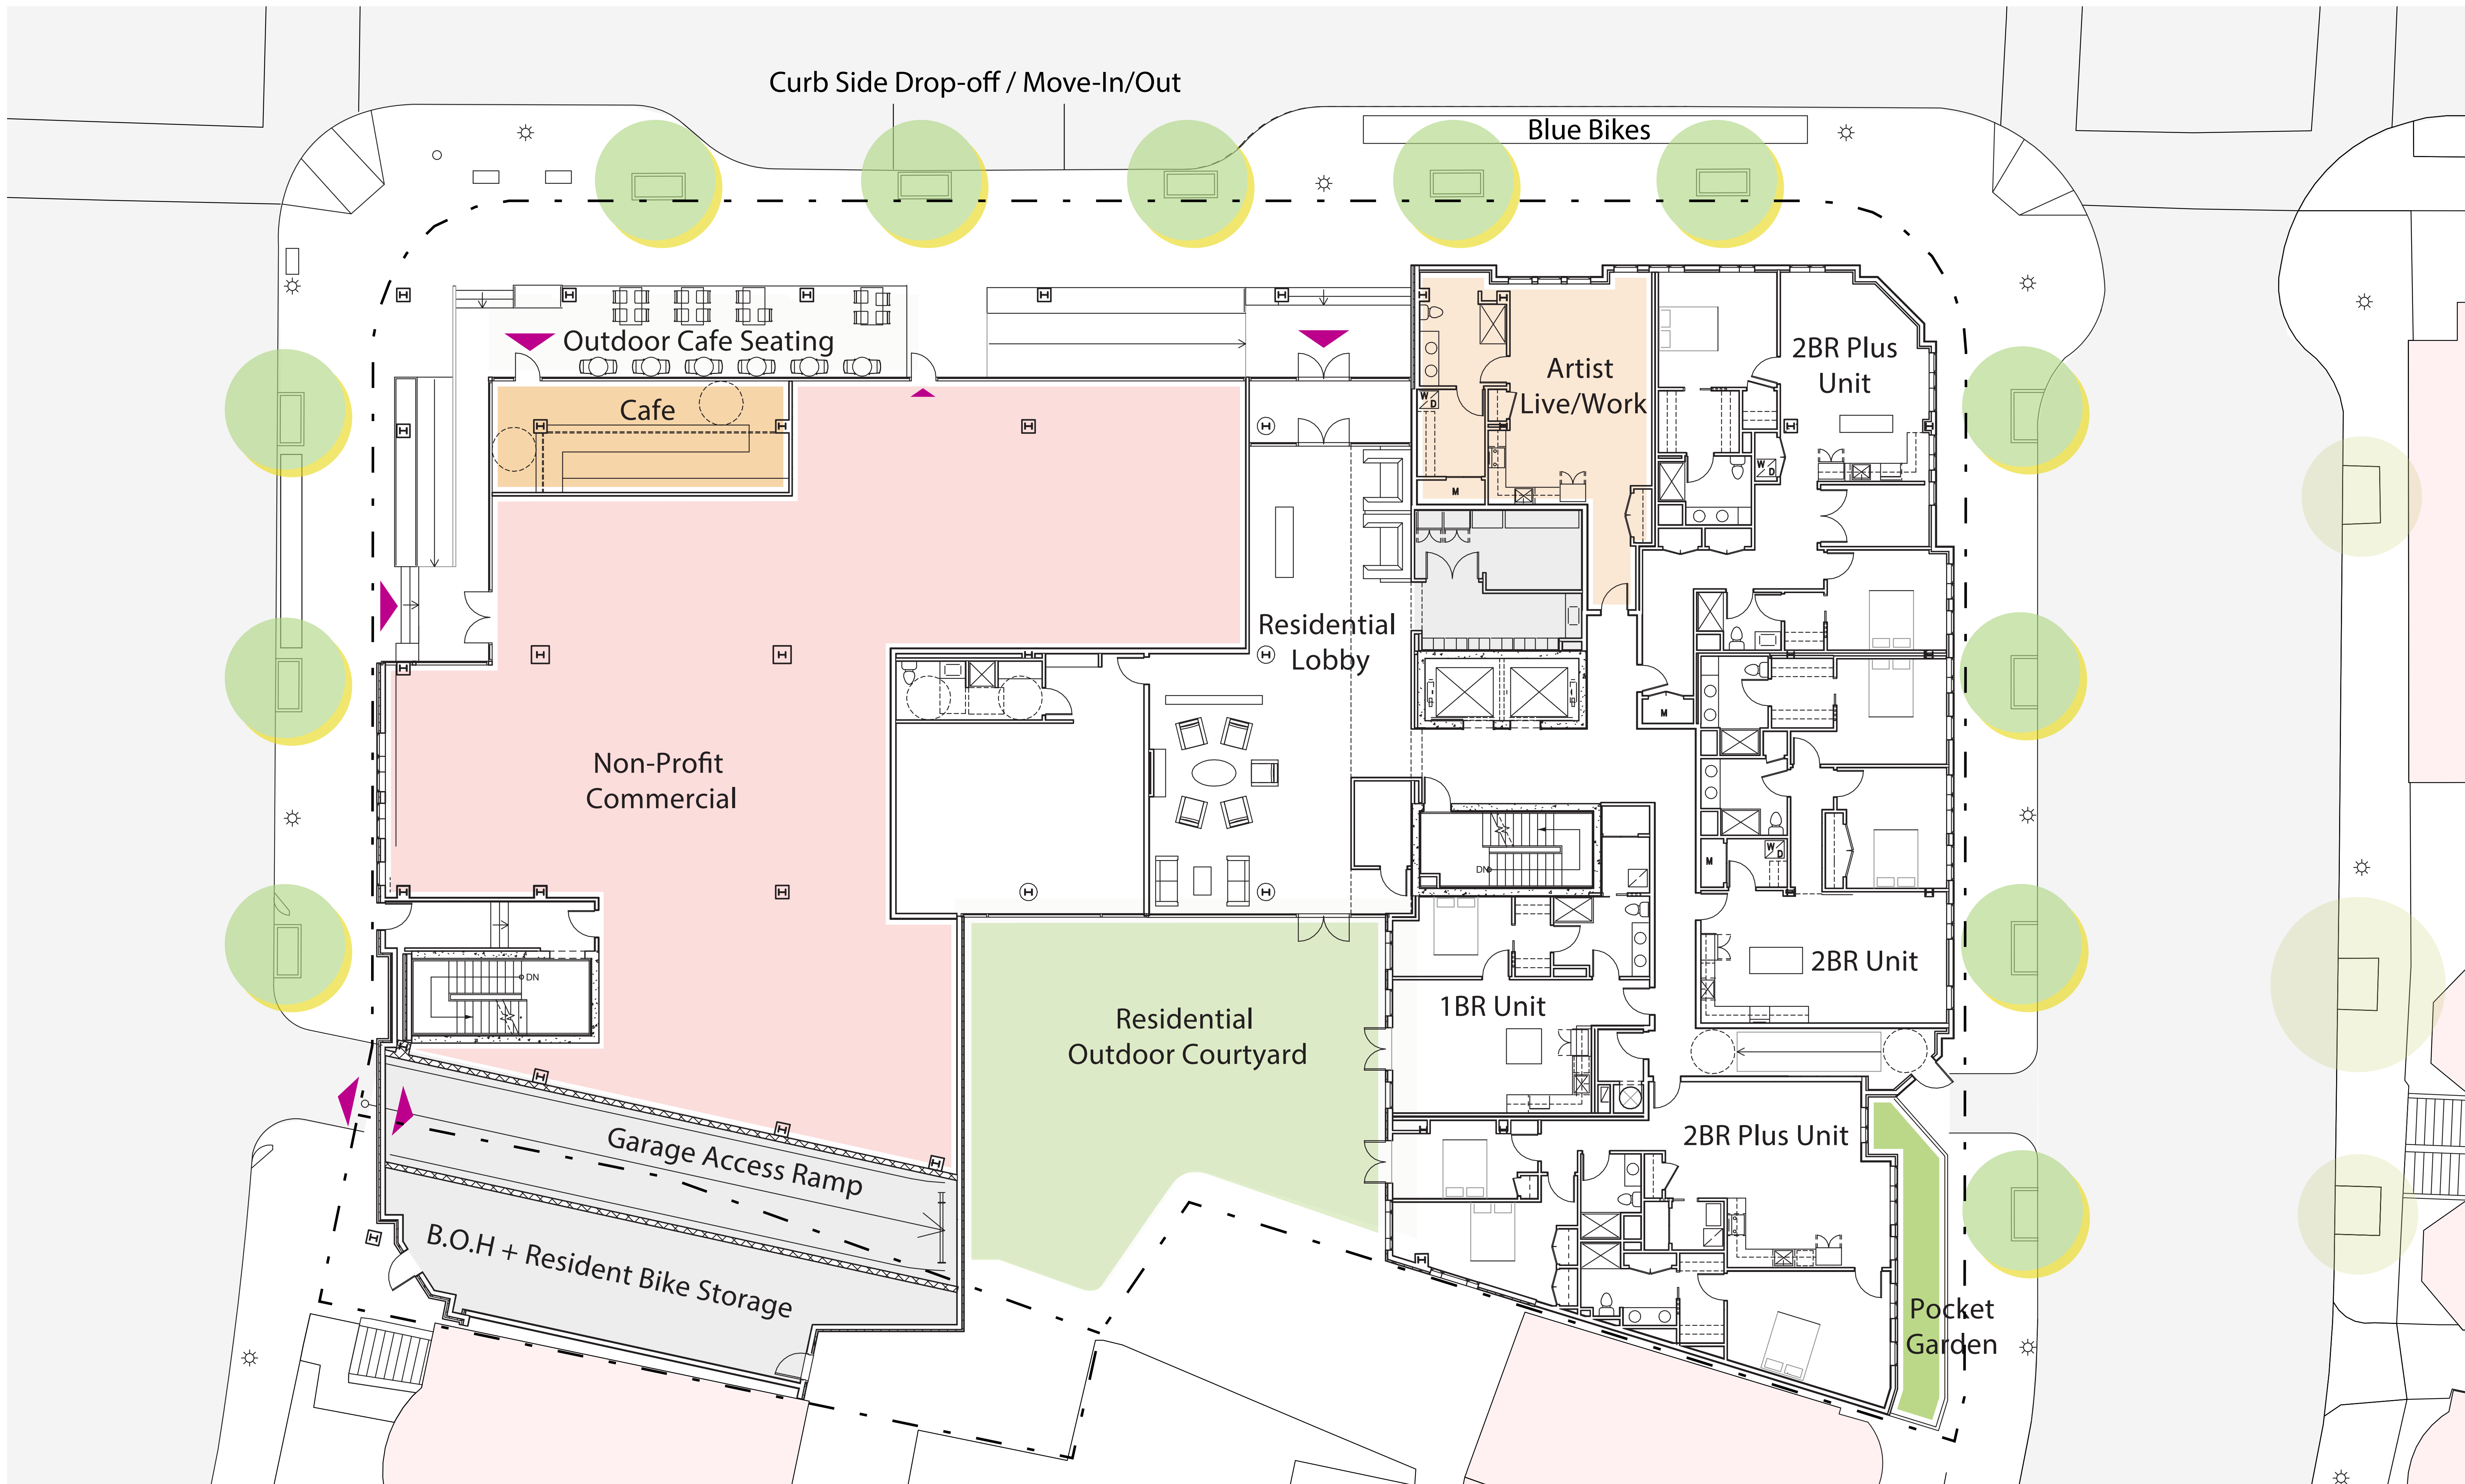 Curb Side Drop-off / Move-In/Out
Blue Bikes
Outdoor Cafe Seating
Cafe
Artist
Live/Work
2BR Plus
Unit
W
D
W
D
M
Residential
Lobby
M
Non-Profit
Commercial
W
D
M
DN
2BR Unit
DN
1BR Unit
Residential
Outdoor Courtyard
2BR Plus Unit
Garage Access Ramp
B.O.H + Resident Bike Storage
Pocket
Garden